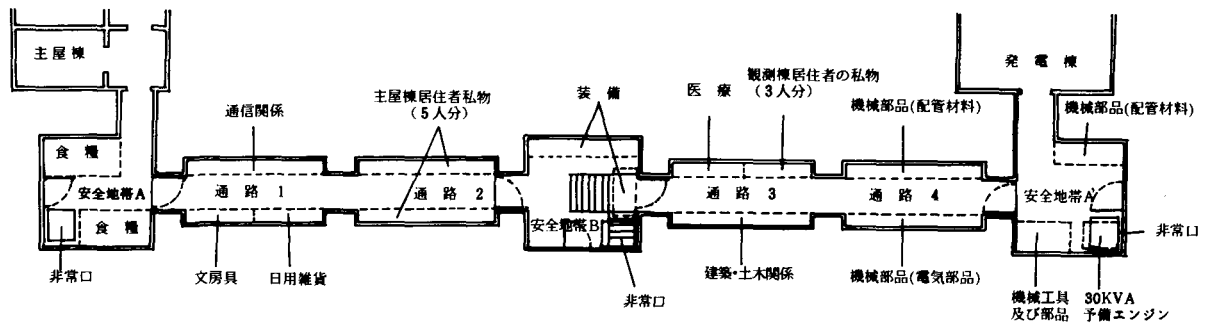 主屋棟
発電棟
通信関係
主屋棟居住者私物
(5人分)
装備
医療
観測棟居住者の私物
(3人分)
機械部品(配管材料)
機械部品(配管材料)
食糧
安全地帯A
食糧
通路 1
通路 2
安全地帯B
通路 3
通路 4
安全地帯A
非常口
文房具
日用雑貨
非常口
建築・土木関係
機械部品(電気部品)
非常口
機械工具
及び部品
30KVA
予備エンジン